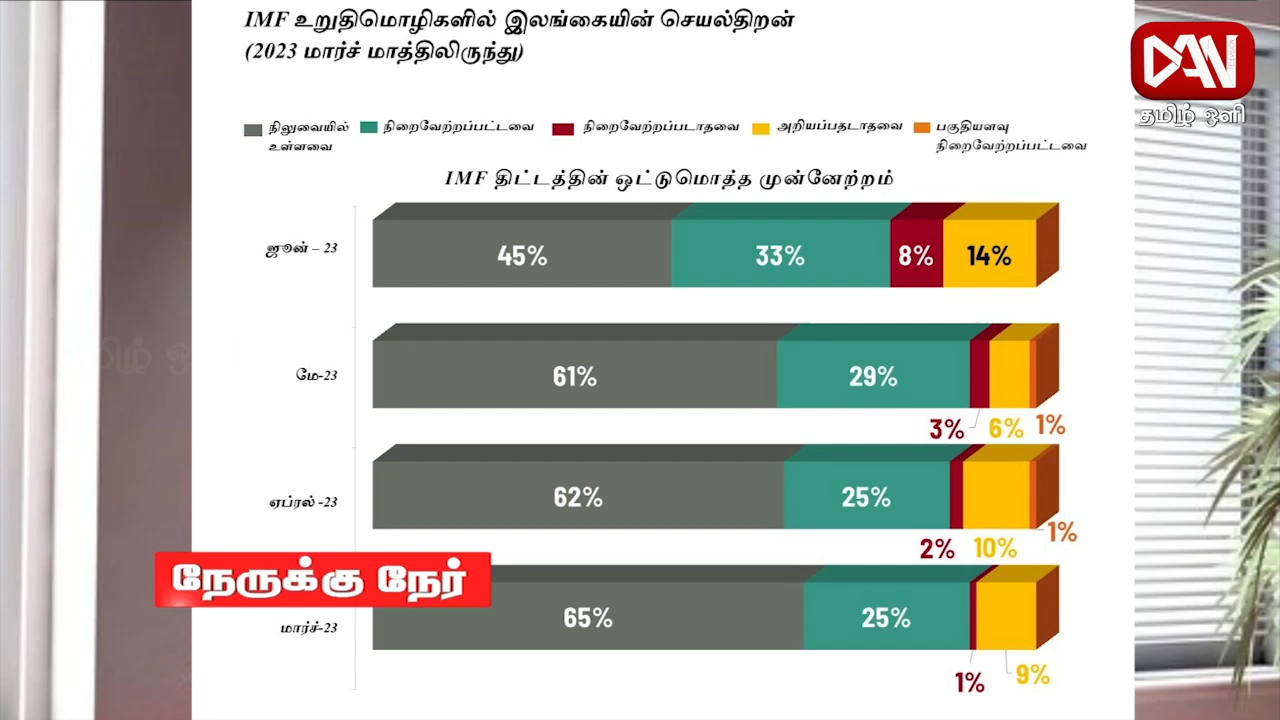 IMF உறுதிமொழிகளில் இலங்கையின் செயல்திறன்
(2023 மார்ச் மாத்திலிருந்து)
DAN
தமிழ் ஒளி
நிலுவையில்
உள்ளவை
நிறைவேற்றப்பட்டவை
நிறைவேற்றப்படாதவை
அறியப்பதடாதவை
பகுதியளவு
நிறைவேற்றப்பட்டவை
IMF திட்டத்தின் ஒட்டுமொத்த முன்னேற்றம்
ஜூன் – 23
45% 33% 8% 14%
மே-23
61% 29%
3% 6% 1%
ஏப்ரல் -23
62% 25%
2% 10% 1%
நேருக்கு நேர்
மார்ச்-23
65% 25%
1% 9%